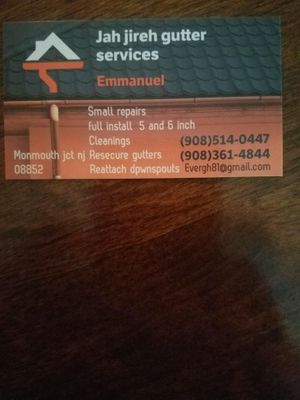 Jah jireh gutter
services
Emmanuel
Small repairs
full install 5 and 6 inch
Cleanings (908)514-0447
Monmouth jct nj Resecure gutters (908)361-4844
08852 Reattach dpwnspouts Evergh81@gmail.com